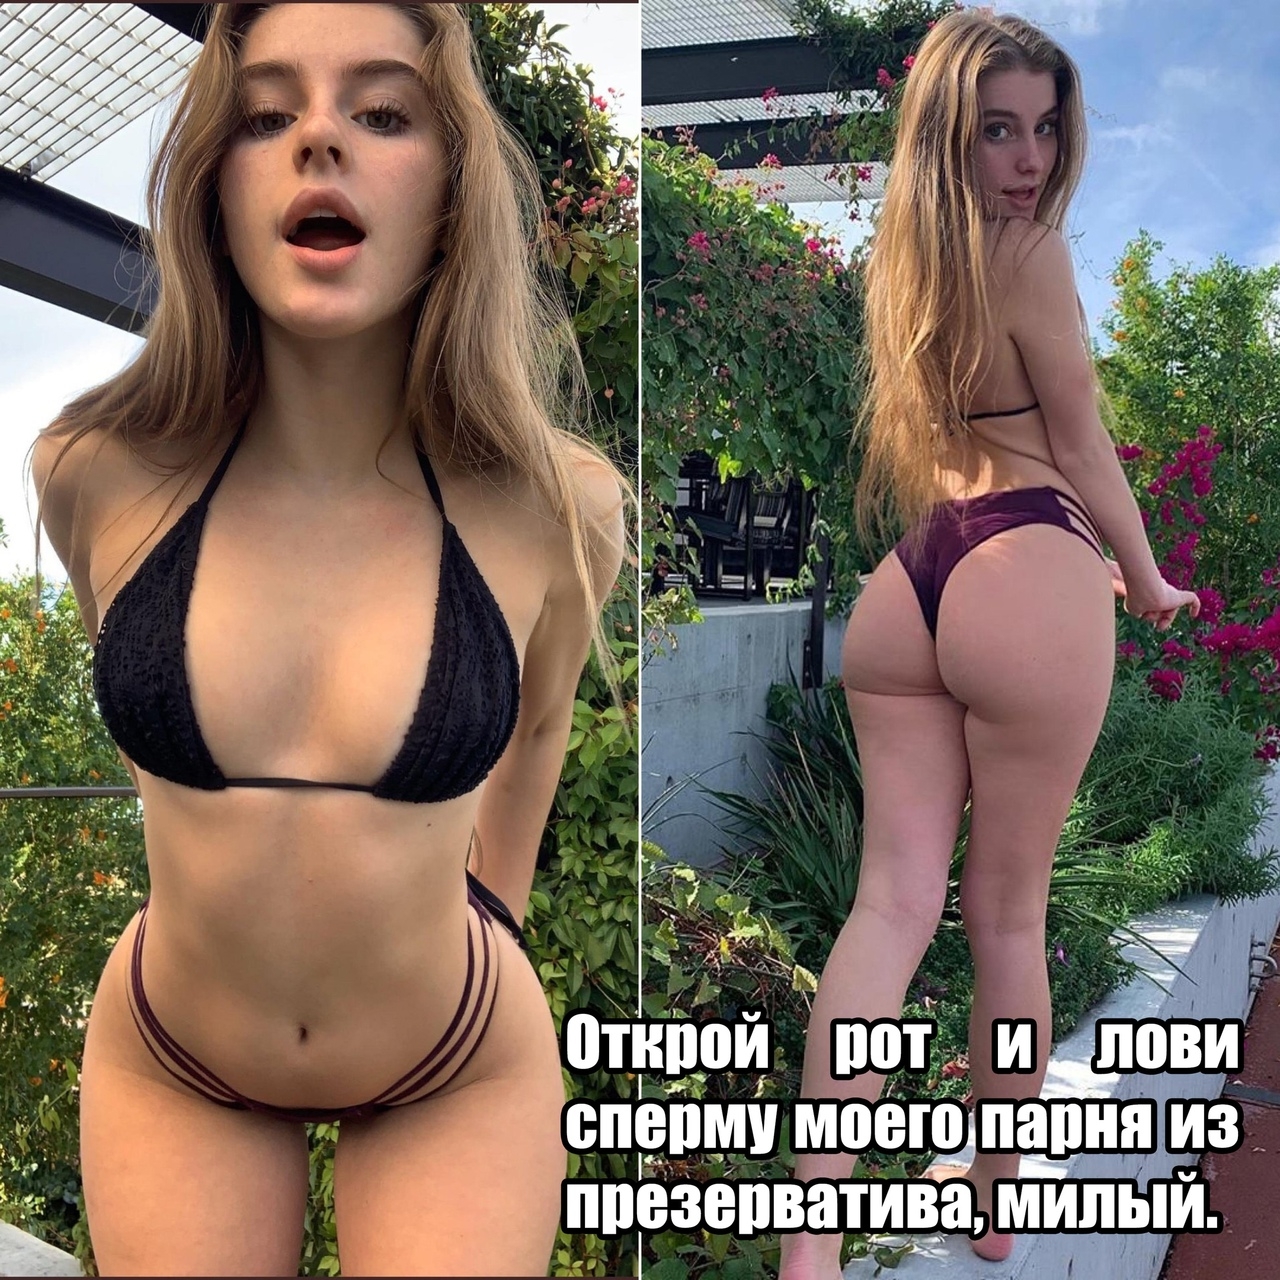 Открой рот и лови
сперму моего парня из
презерватива, милый.